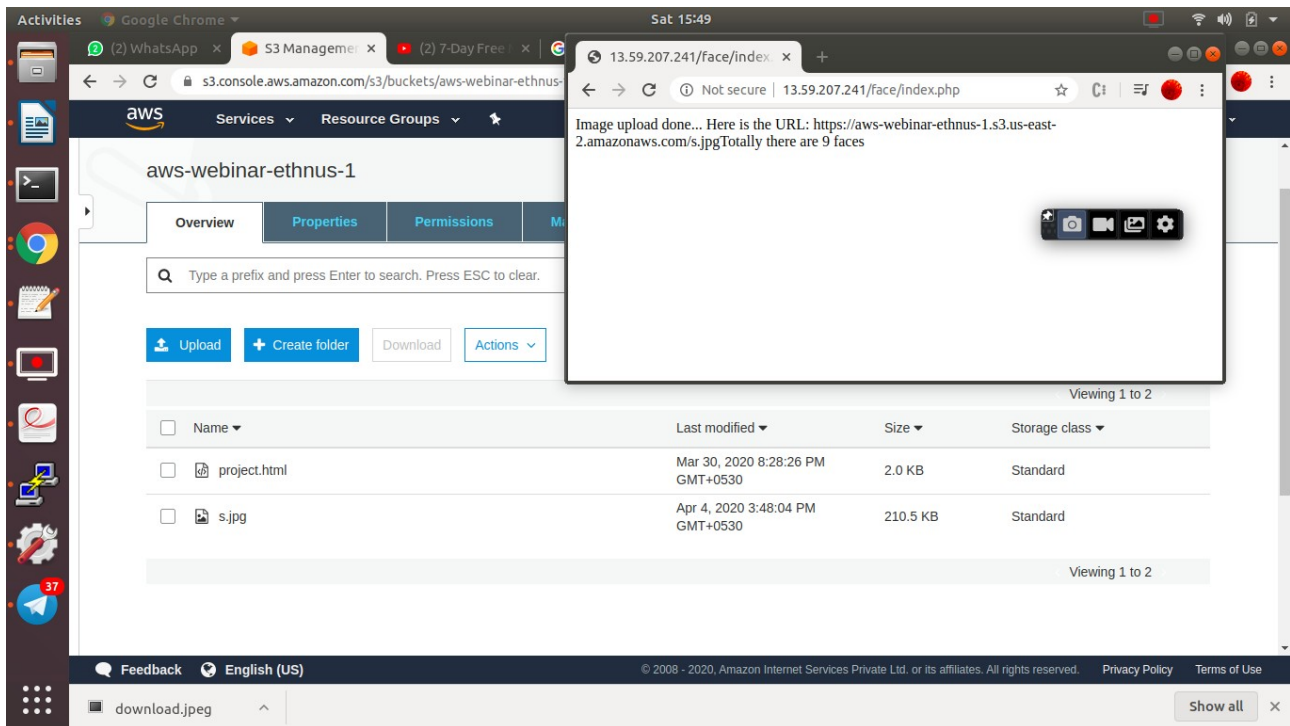 Activities Google Chrome Sat 15:49
(2) WhatsApp S3 Managemen (2) 7-Day Free
s3.console.aws.amazon.com/s3/buckets/aws-webinar-ethnus-
aws Services Resource Groups
13.59.207.241/face/index.
Not secure | 13.59.207.241/face/index.php
Image upload done... Here is the URL: https://aws-webinar-ethnus-1.s3.us-east-
2.amazonaws.com/s.jpgTotally there are 9 faces
aws-webinar-ethnus-1
Overview Properties Permissions
Type a prefix and press Enter to search. Press ESC to clear.
Upload Create folder Download Actions
Viewing 1 to 2
Name Last modified Size Storage class
project.html Mar 30, 2020 8:28:26 PM 2.0 KB Standard
GMT+0530
s.jpg Apr 4, 2020 3:48:04 PM 210.5 KB Standard
GMT+0530
Viewing 1 to 2
37
Feedback English (US) © 2008 - 2020, Amazon Internet Services Private Ltd. or its affiliates. All rights reserved. Privacy Policy Terms of Use
download.jpeg Show all